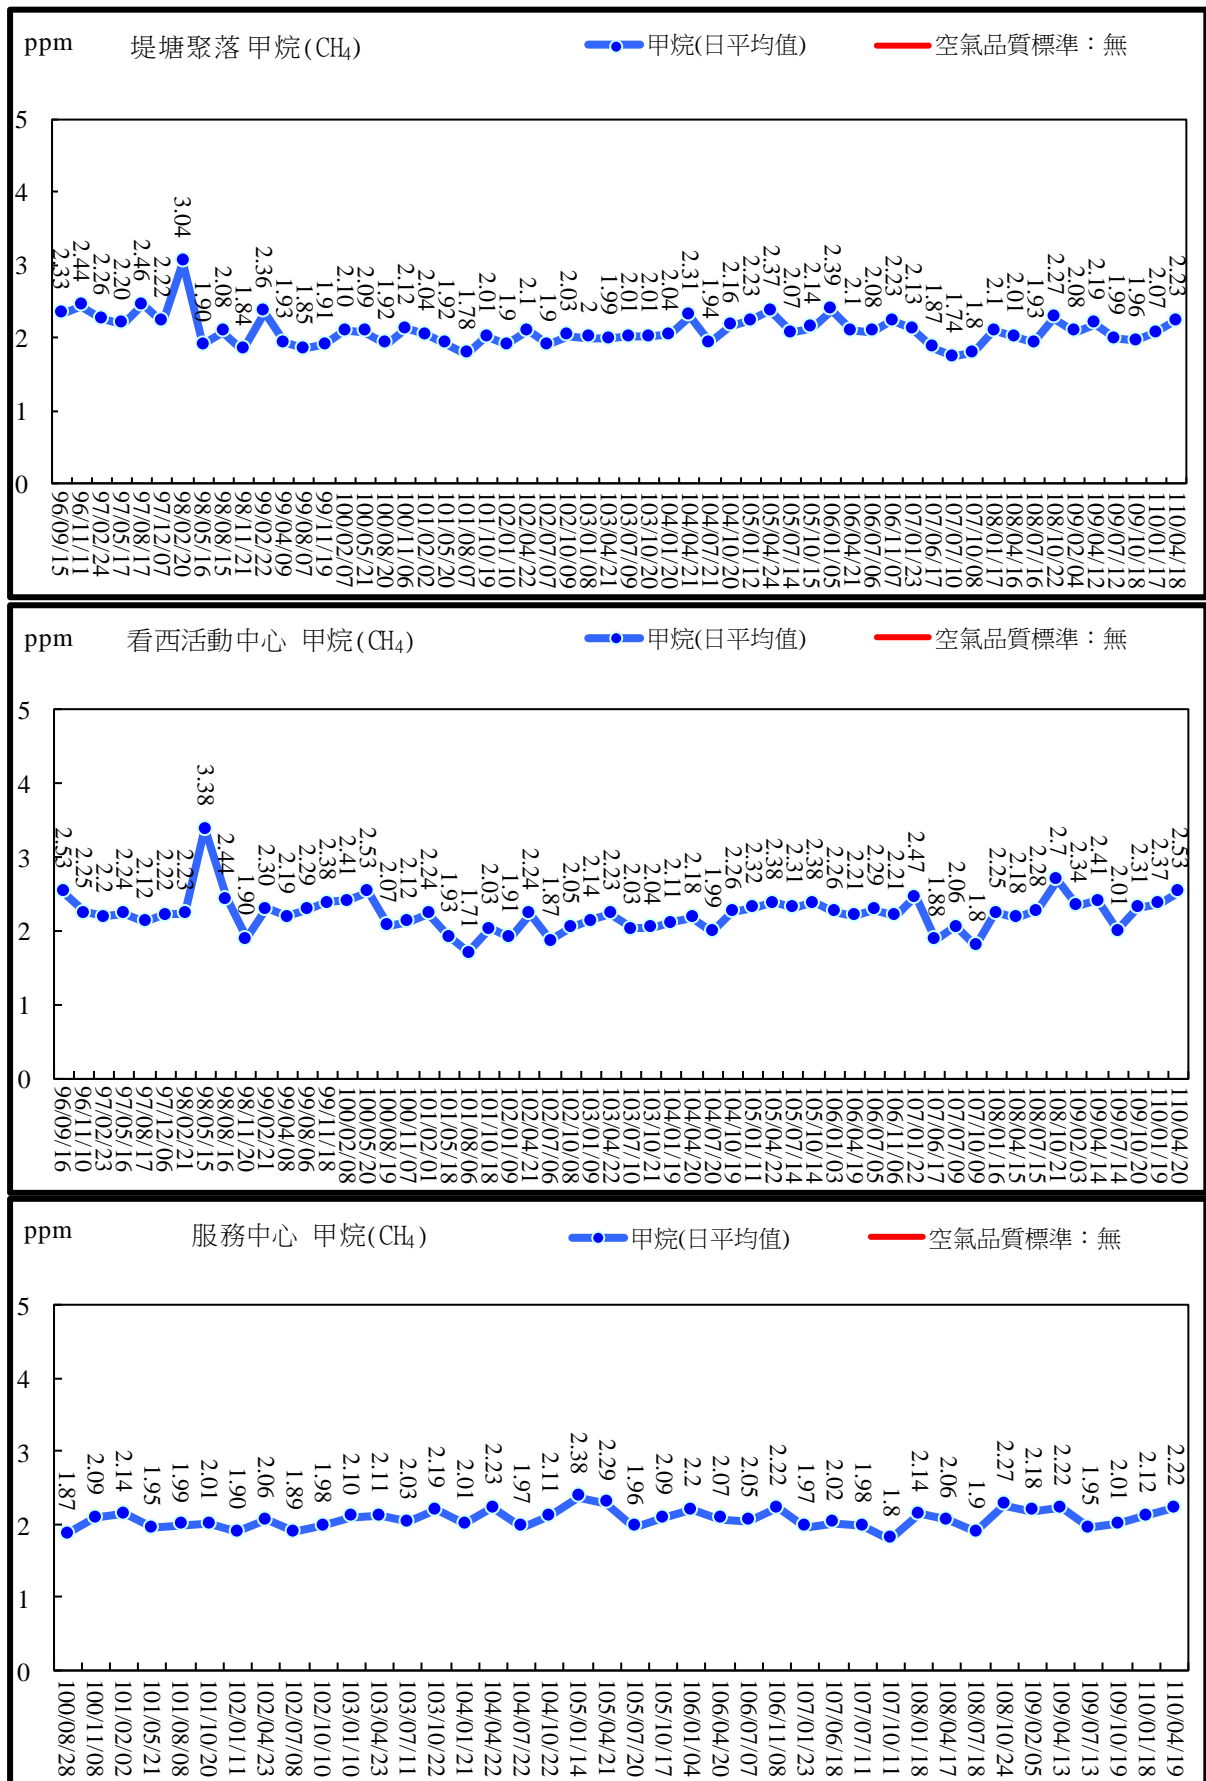 ppm 堤塘聚落 甲烷(CH₄) 甲烷(日平均值) 空氣品質標準：無
5
4
3
2
1
0
2.33 2.44 2.26 2.20 2.46 2.22 3.04 1.90 2.08 1.84 2.36 1.93 1.85 1.91 2.10 2.09 1.92 2.12 2.04 1.92 1.78 2.01 1.9 2.1 1.9 2.03 2 1.99 2.01 2.01 2.04 2.31 1.94 2.16 2.23 2.37 2.07 2.14 2.39 2.1 2.08 2.23 2.13 1.87 1.74 1.8 2.1 2.01 1.93 2.27 2.08 2.19 1.99 1.96 2.07 2.23
96/09/15 96/11/11 97/02/24 97/05/17 97/08/17 97/12/07 98/02/20 98/05/16 98/08/15 98/11/21 99/02/22 99/04/09 99/08/07 99/11/19 100/02/07 100/05/21 100/08/20 100/11/06 101/02/02 101/05/20 101/08/07 101/10/19 102/01/10 102/04/22 102/07/07 102/10/09 103/01/08 103/04/21 103/07/09 103/10/20 104/01/20 104/04/21 104/07/21 104/10/20 105/01/12 105/04/24 105/07/14 105/10/15 106/01/05 106/04/21 106/07/06 106/11/07 107/01/23 107/06/17 107/07/10 107/10/08 108/01/17 108/04/16 108/07/16 108/10/22 109/02/04 109/04/12 109/07/12 109/10/18 110/01/17 110/04/18
ppm 看西活動中心 甲烷(CH₄) 甲烷(日平均值) 空氣品質標準：無
5
4
3
2
1
0
2.53 2.25 2.2 2.24 2.12 2.22 2.23 3.38 2.44 1.90 2.30 2.19 2.29 2.38 2.41 2.53 2.07 2.12 2.24 1.93 1.71 2.03 1.91 2.24 1.87 2.05 2.14 2.23 2.03 2.04 2.11 2.18 1.99 2.26 2.32 2.38 2.31 2.38 2.26 2.21 2.29 2.21 2.47 1.88 2.06 1.8 2.25 2.18 2.28 2.7 2.34 2.41 2.01 2.31 2.37 2.53
96/09/16 96/11/10 97/02/23 97/05/16 97/08/17 97/12/06 98/02/21 98/05/15 98/08/16 98/11/20 99/02/21 99/04/08 99/08/06 99/11/18 100/02/08 100/05/20 100/08/19 100/11/07 101/02/01 101/05/18 101/08/06 101/10/18 102/01/09 102/04/21 102/07/06 102/10/08 103/01/09 103/04/22 103/07/10 103/10/21 104/01/19 104/04/20 104/07/20 104/10/19 105/01/11 105/04/22 105/07/14 105/10/14 106/01/03 106/04/19 106/07/05 106/11/06 107/01/22 107/06/17 107/07/09 107/10/09 108/01/16 108/04/15 108/07/15 108/10/21 109/02/03 109/04/14 109/07/14 109/10/20 110/01/19 110/04/20
ppm 服務中心 甲烷(CH₄) 甲烷(日平均值) 空氣品質標準：無
5
4
3
2
1
0
1.87 2.09 2.14 1.95 1.99 2.01 1.90 2.06 1.89 1.98 2.10 2.11 2.03 2.19 2.01 2.23 1.97 2.11 2.38 2.29 1.96 2.09 2.2 2.07 2.05 2.22 1.97 2.02 1.98 1.8 2.14 2.06 1.9 2.27 2.18 2.22 1.95 2.01 2.12 2.22
100/08/28 100/11/08 101/02/02 101/05/21 101/08/08 101/10/20 102/01/11 102/04/23 102/07/08 102/10/10 103/01/10 103/04/23 103/07/11 103/10/22 104/01/21 104/04/22 104/07/22 104/10/22 105/01/14 105/04/21 105/07/20 105/10/17 106/01/04 106/04/20 106/07/04 106/11/08 107/01/23 107/06/18 107/07/11 107/10/11 108/01/18 108/04/17 108/07/18 108/10/24 109/02/05 109/04/13 109/07/13 109/10/19 110/01/18 110/04/19